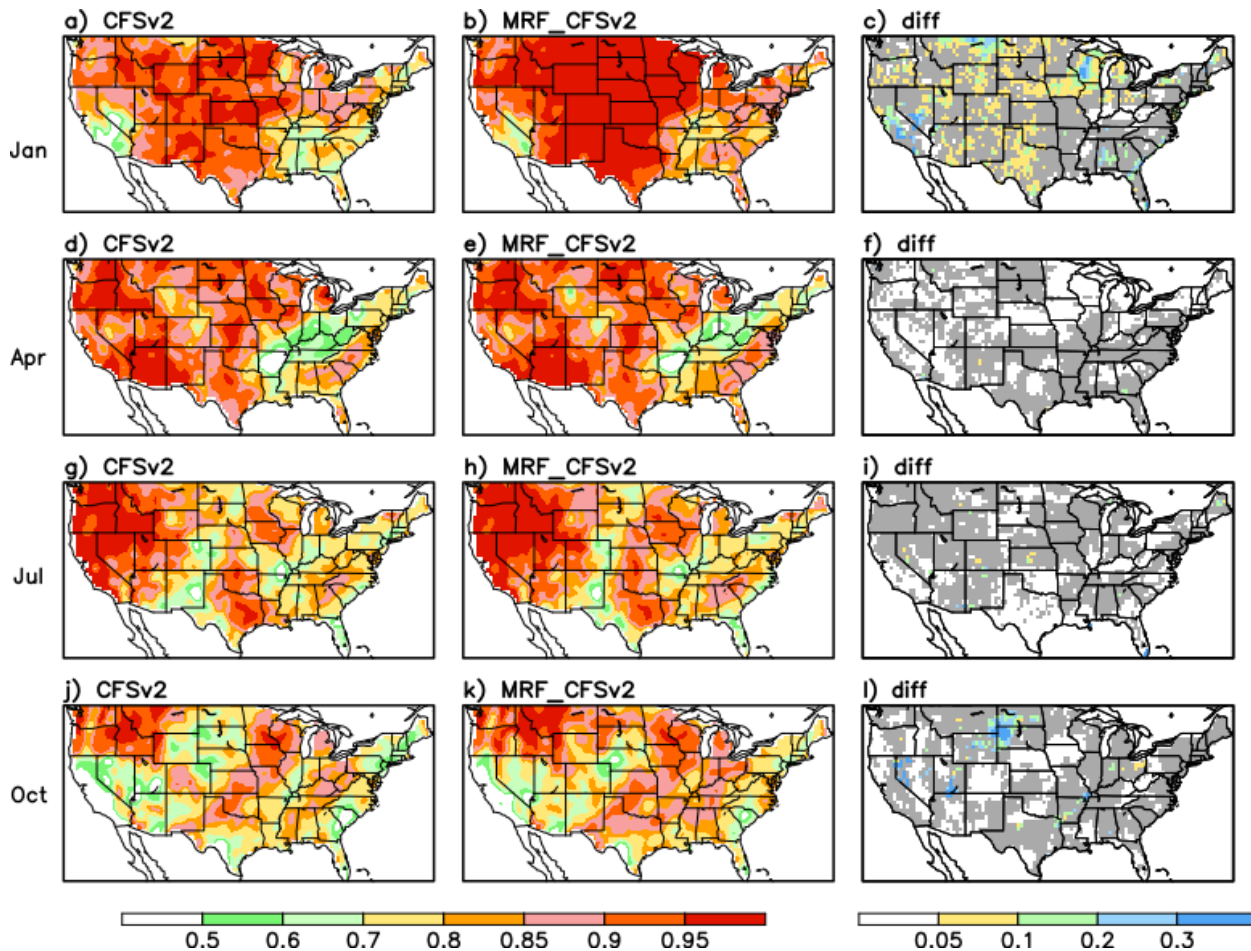 a) CFSv2 b) MRF_CFSv2 c) diff
Jan
d) CFSv2 e) MRF_CFSv2 f) diff
Apr
g) CFSv2 h) MRF_CFSv2 i) diff
Jul
j) CFSv2 k) MRF_CFSv2 l) diff
Oct
0.5 0.6 0.7 0.8 0.85 0.9 0.95 0.05 0.1 0.2 0.3